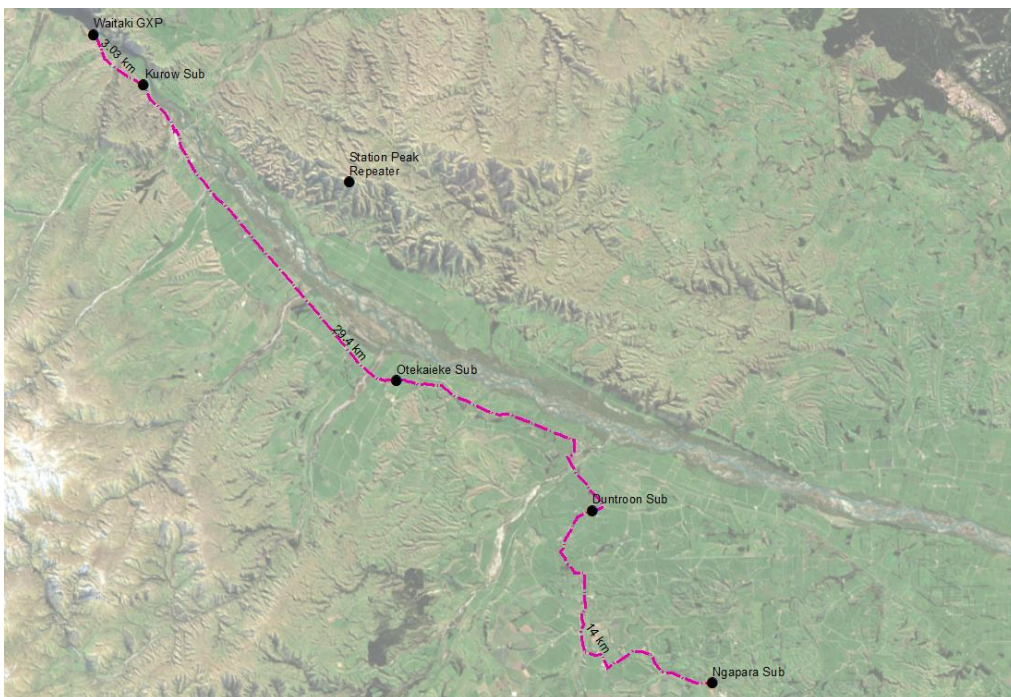 Waitaki GXP
3.03 km
Kurow Sub
Station Peak
Repeater
29.4 km
Otekaieke Sub
Duntroon Sub
14 km
Ngapara Sub